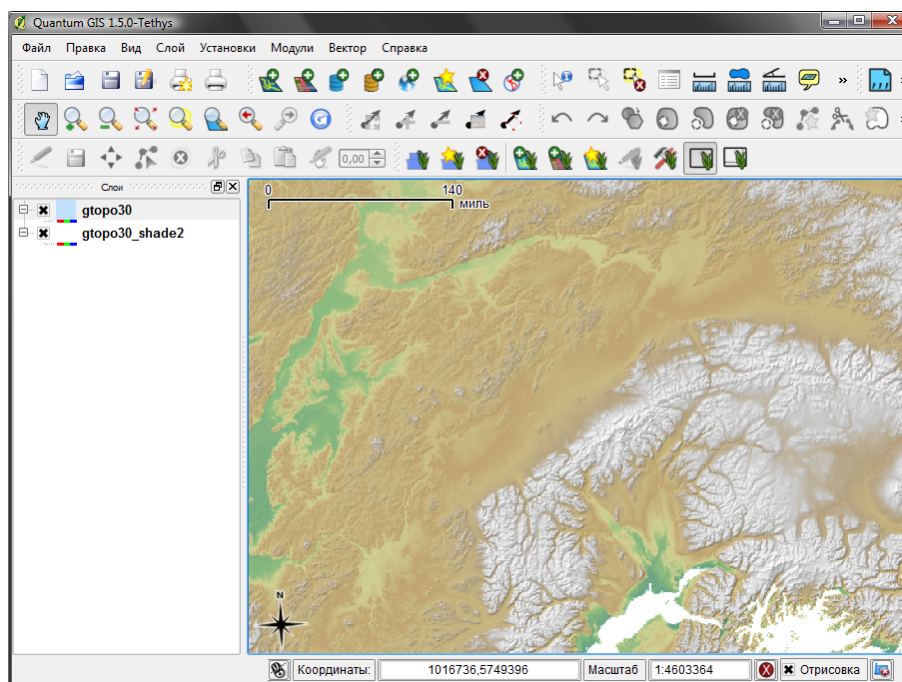 Quantum GIS 1.5.0-Tethys
Файл Правка Вид Слой Установки Модули Вектор Справка
»
0,00
Слои
gtopo30
gtopo30_shade2
0 140
миль
N
Координаты: 1016736,5749396 Масштаб 1:4603364 Отрисовка